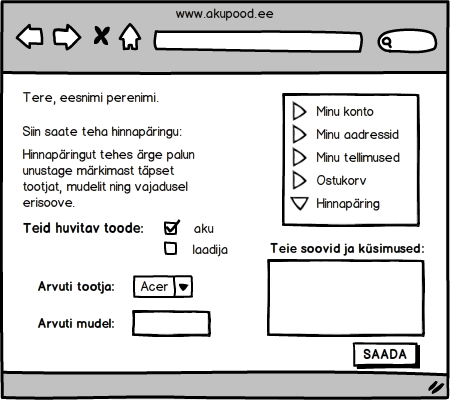 www.akupood.ee
Tere, eesnimi perenimi.
Siin saate teha hinnapäringu:
Hinnapäringut tehes ärge palun
unustage märkimast täpset
tootjat, mudelit ning vajadusel
erisoove.
Teid huvitav toode:
aku
laadija
Arvuti tootja:
Acer
Arvuti mudel:
Minu konto
Minu aadressid
Minu tellimused
Ostukorv
Hinnapäring
Teie soovid ja küsimused:
SAADA